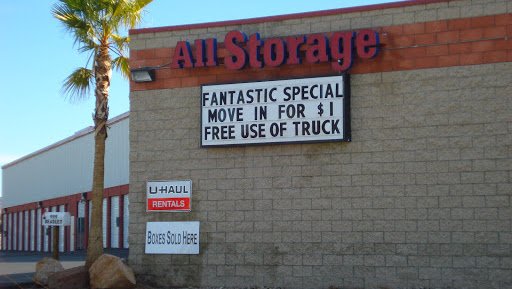 All Storage
FANTASTIC SPECIAL
MOVE IN FOR $1
FREE USE OF TRUCK
U-HAUL
RENTALS
BOXES SOLD HERE